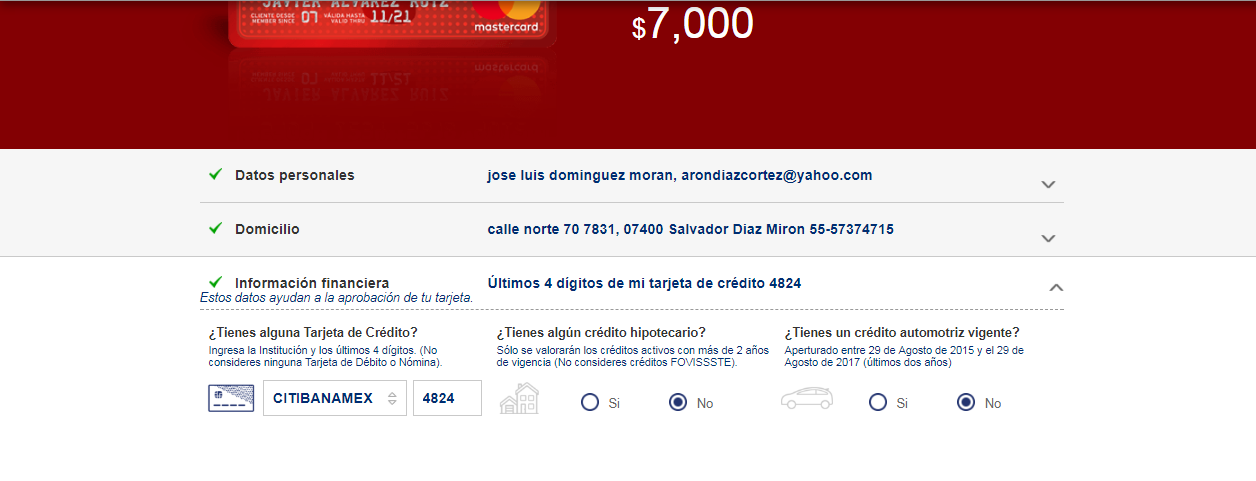 JAVIER ALVAREZ RUIZ
CLIENTE DESDE MEMBER SINCE 07 VÁLIDA HASTA VALID THRU 11/21
mastercard
$7,000
Datos personales jose luis dominguez moran, arondiazcortez@yahoo.com
Domicilio calle norte 70 7831, 07400 Salvador Diaz Miron 55-57374715
Información financiera Últimos 4 dígitos de mi tarjeta de crédito 4824
Estos datos ayudan a la aprobación de tu tarjeta.
¿Tienes alguna Tarjeta de Crédito?
Ingresa la Institución y los últimos 4 dígitos. (No
consideres ninguna Tarjeta de Débito o Nómina).
CITIBANAMEX 4824
¿Tienes algún crédito hipotecario?
Sólo se valorarán los créditos activos con más de 2 años
de vigencia (No consideres créditos FOVISSSTE).
Si No
¿Tienes un crédito automotriz vigente?
Aperturado entre 29 de Agosto de 2015 y el 29 de
Agosto de 2017 (últimos dos años)
Si No